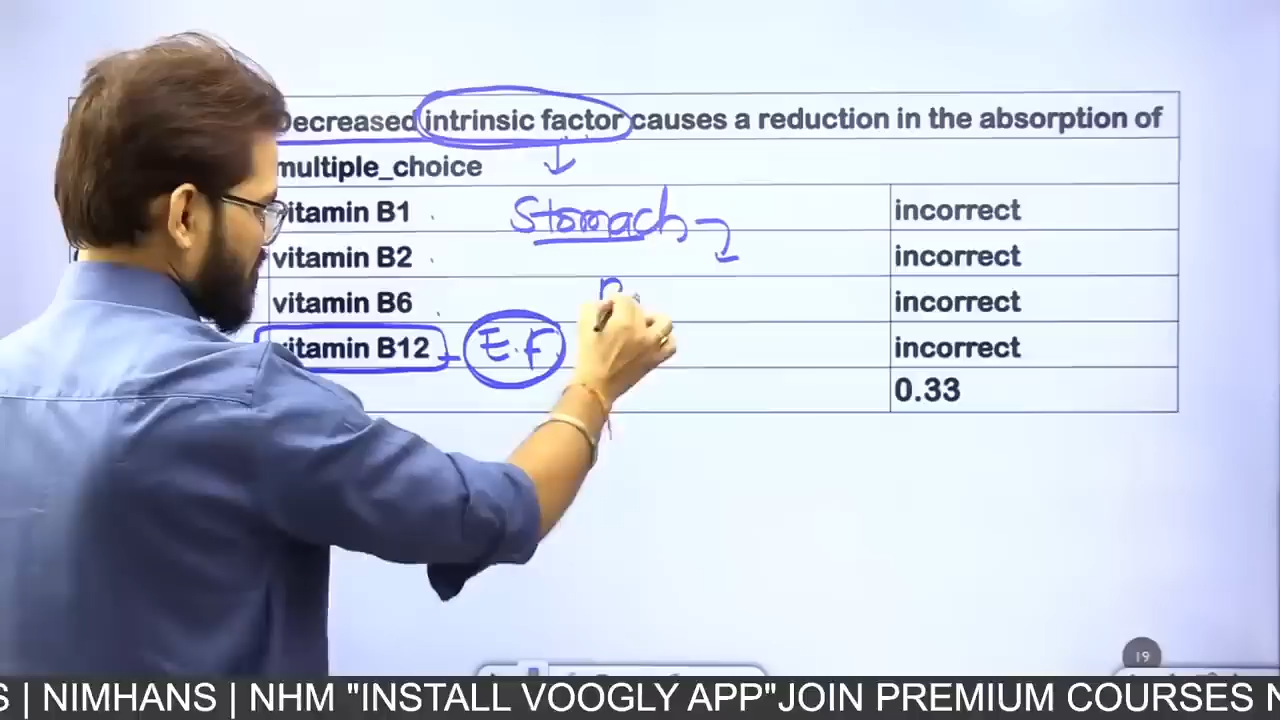 Decreased intrinsic factor causes a reduction in the absorption of
multiple_choice
vitamin B1 incorrect
Stomach
vitamin B2 incorrect
vitamin B6 incorrect
vitamin B12 E.F incorrect
0.33
19
| NIMHANS | NHM "INSTALL VOOGLY APP"JOIN PREMIUM COURSES